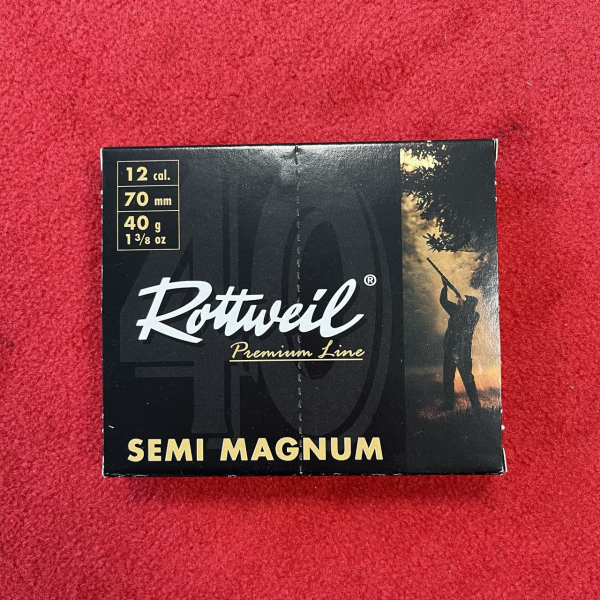 12 cal.
70 mm
40 g
1 3/8 oz
40
Rottweil®
Premium Line
SEMI MAGNUM